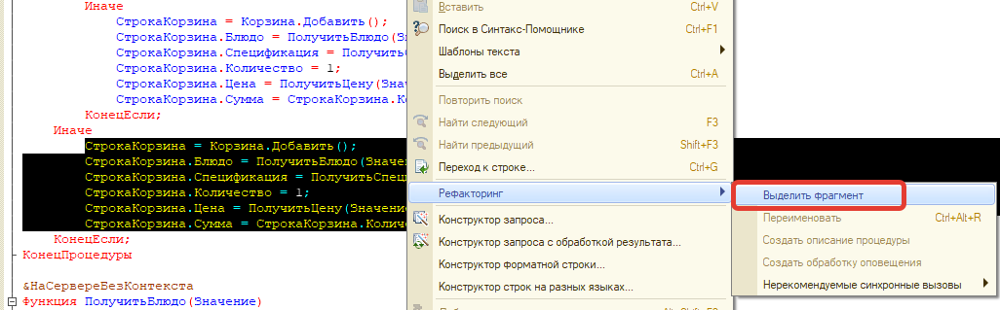 Иначе
СтрокаКорзина = Корзина.Добавить();
СтрокаКорзина.Блюдо = ПолучитьБлюдо(
СтрокаКорзина.Спецификация =
СтрокаКорзина.Количество = 1;
СтрокаКорзина.Цена = ПолучитьЦену(
СтрокаКорзина.Сумма = СтрокаКорзина.
КонецЕсли;
Иначе
СтрокаКорзина = Корзина.Добавить();
СтрокаКорзина.Блюдо = ПолучитьБлюдо(Значени
СтрокаКорзина.Спецификация = ПолучитьСпец
СтрокаКорзина.Количество = 1;
СтрокаКорзина.Цена = ПолучитьЦену(Значени
СтрокаКорзина.Сумма = СтрокаКорзина.Колич
КонецЕсли;
КонецПроцедуры
&НаСервереБезКонтекста
Функция ПолучитьБлюдо(Значение)
Вставить Ctrl+V
Поиск в Синтакс-Помощнике Ctrl+F1
Шаблоны текста
Выделить все Ctrl+A
Повторить поиск
Найти следующий F3
Найти предыдущий Shift+F3
Переход к строке... Ctrl+G
Рефакторинг
Конструктор запроса...
Конструктор запроса с обработкой результата...
Конструктор форматной строки...
Конструктор строк на разных языках...
Выделить фрагмент
Переименовать Ctrl+Alt+R
Создать описание процедуры
Создать обработку оповещения
Нерекомендуемые синхронные вызовы